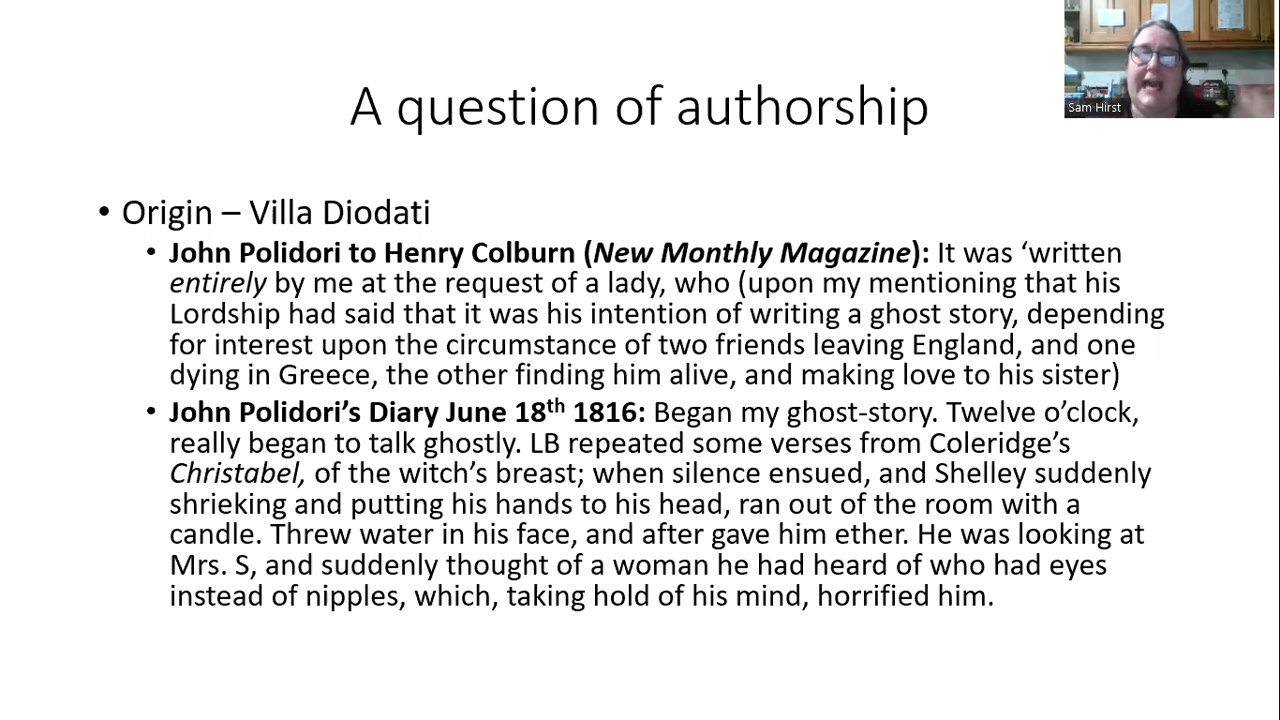 Sam Hirst
A question of authorship
• Origin – Villa Diodati
• John Polidori to Henry Colburn (New Monthly Magazine): It was ‘written
entirely by me at the request of a lady, who (upon my mentioning that his
Lordship had said that it was his intention of writing a ghost story, depending
for interest upon the circumstance of two friends leaving England, and one
dying in Greece, the other finding him alive, and making love to his sister)
• John Polidori’s Diary June 18th 1816: Began my ghost-story. Twelve o’clock,
really began to talk ghostly. LB repeated some verses from Coleridge’s
Christabel, of the witch’s breast; when silence ensued, and Shelley suddenly
shrieking and putting his hands to his head, ran out of the room with a
candle. Threw water in his face, and after gave him ether. He was looking at
Mrs. S, and suddenly thought of a woman he had heard of who had eyes
instead of nipples, which, taking hold of his mind, horrified him.